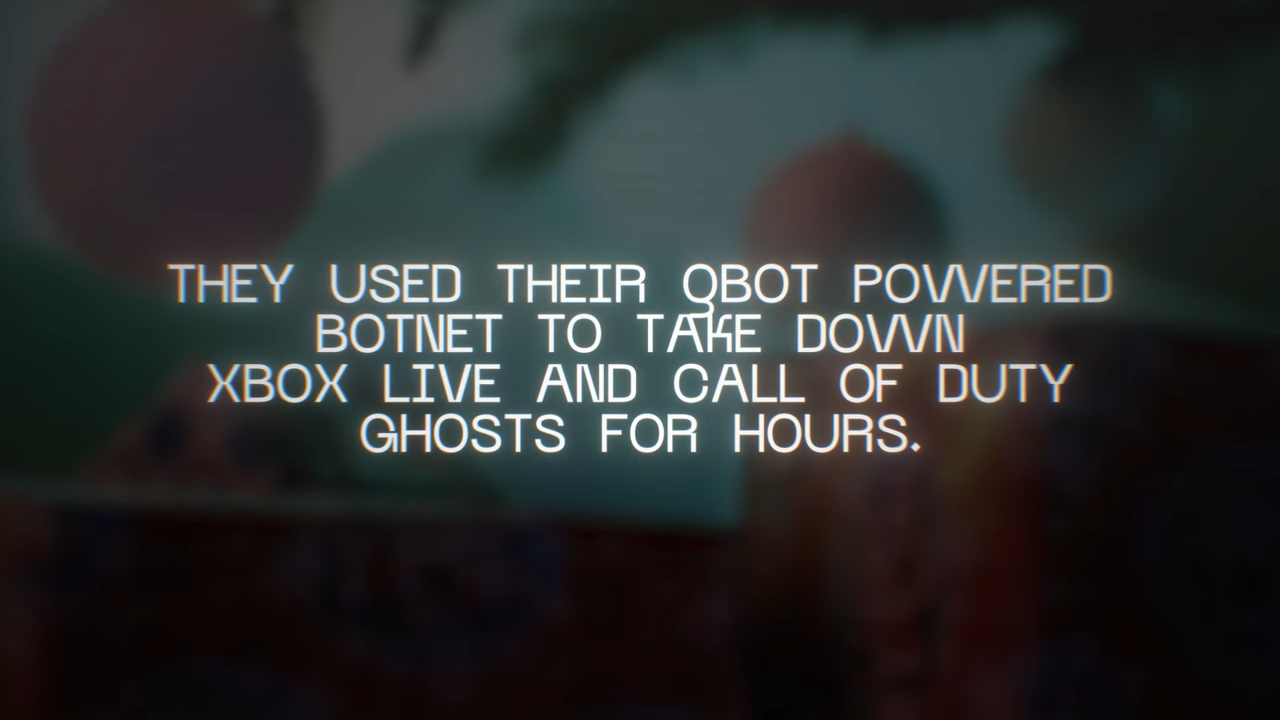 THEY USED THEIR QBOT POWERED
BOTNET TO TAKE DOWN
XBOX LIVE AND CALL OF DUTY
GHOSTS FOR HOURS.